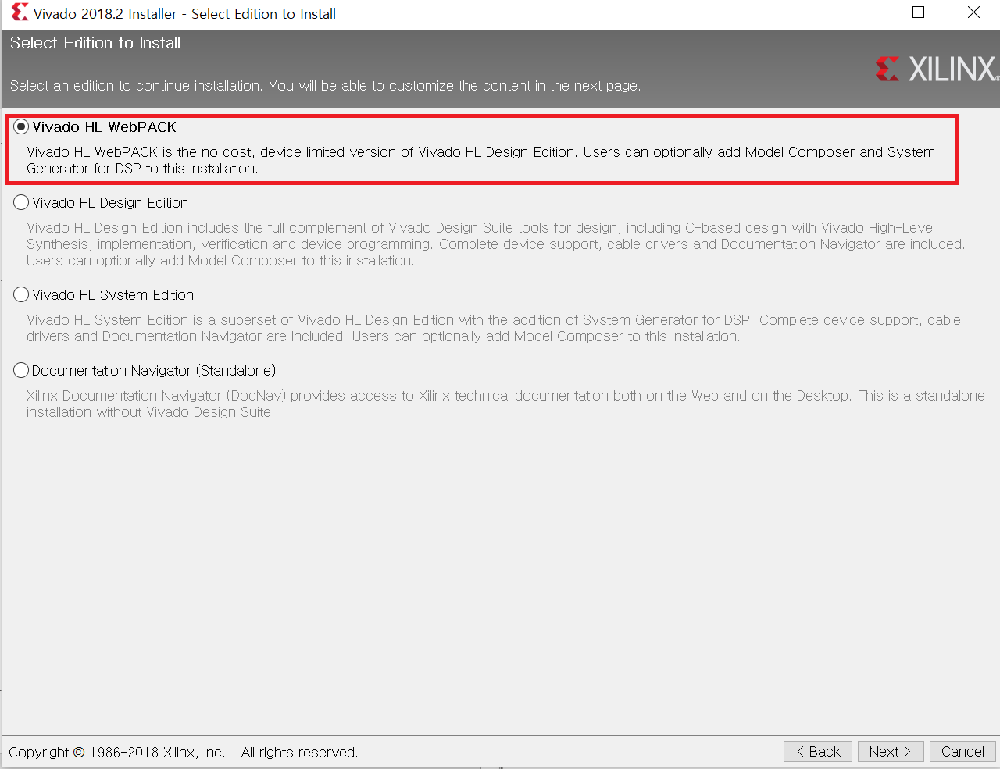 Vivado 2018.2 Installer - Select Edition to Install
Select Edition to Install
XILINX®
Select an edition to continue installation. You will be able to customize the content in the next page.
Vivado HL WebPACK
Vivado HL WebPACK is the no cost, device limited version of Vivado HL Design Edition. Users can optionally add Model Composer and System
Generator for DSP to this installation.
Vivado HL Design Edition
Vivado HL Design Edition includes the full complement of Vivado Design Suite tools for design, including C-based design with Vivado High-Level
Synthesis, implementation, verification and device programming. Complete device support, cable drivers and Documentation Navigator are included.
Users can optionally add Model Composer to this installation.
Vivado HL System Edition
Vivado HL System Edition is a superset of Vivado HL Design Edition with the addition of System Generator for DSP. Complete device support, cable
drivers and Documentation Navigator are included. Users can optionally add Model Composer to this installation.
Documentation Navigator (Standalone)
Xilinx Documentation Navigator (DocNav) provides access to Xilinx technical documentation both on the Web and on the Desktop. This is a standalone
installation without Vivado Design Suite.
Copyright © 1986-2018 Xilinx, Inc. All rights reserved.
< Back Next > Cancel